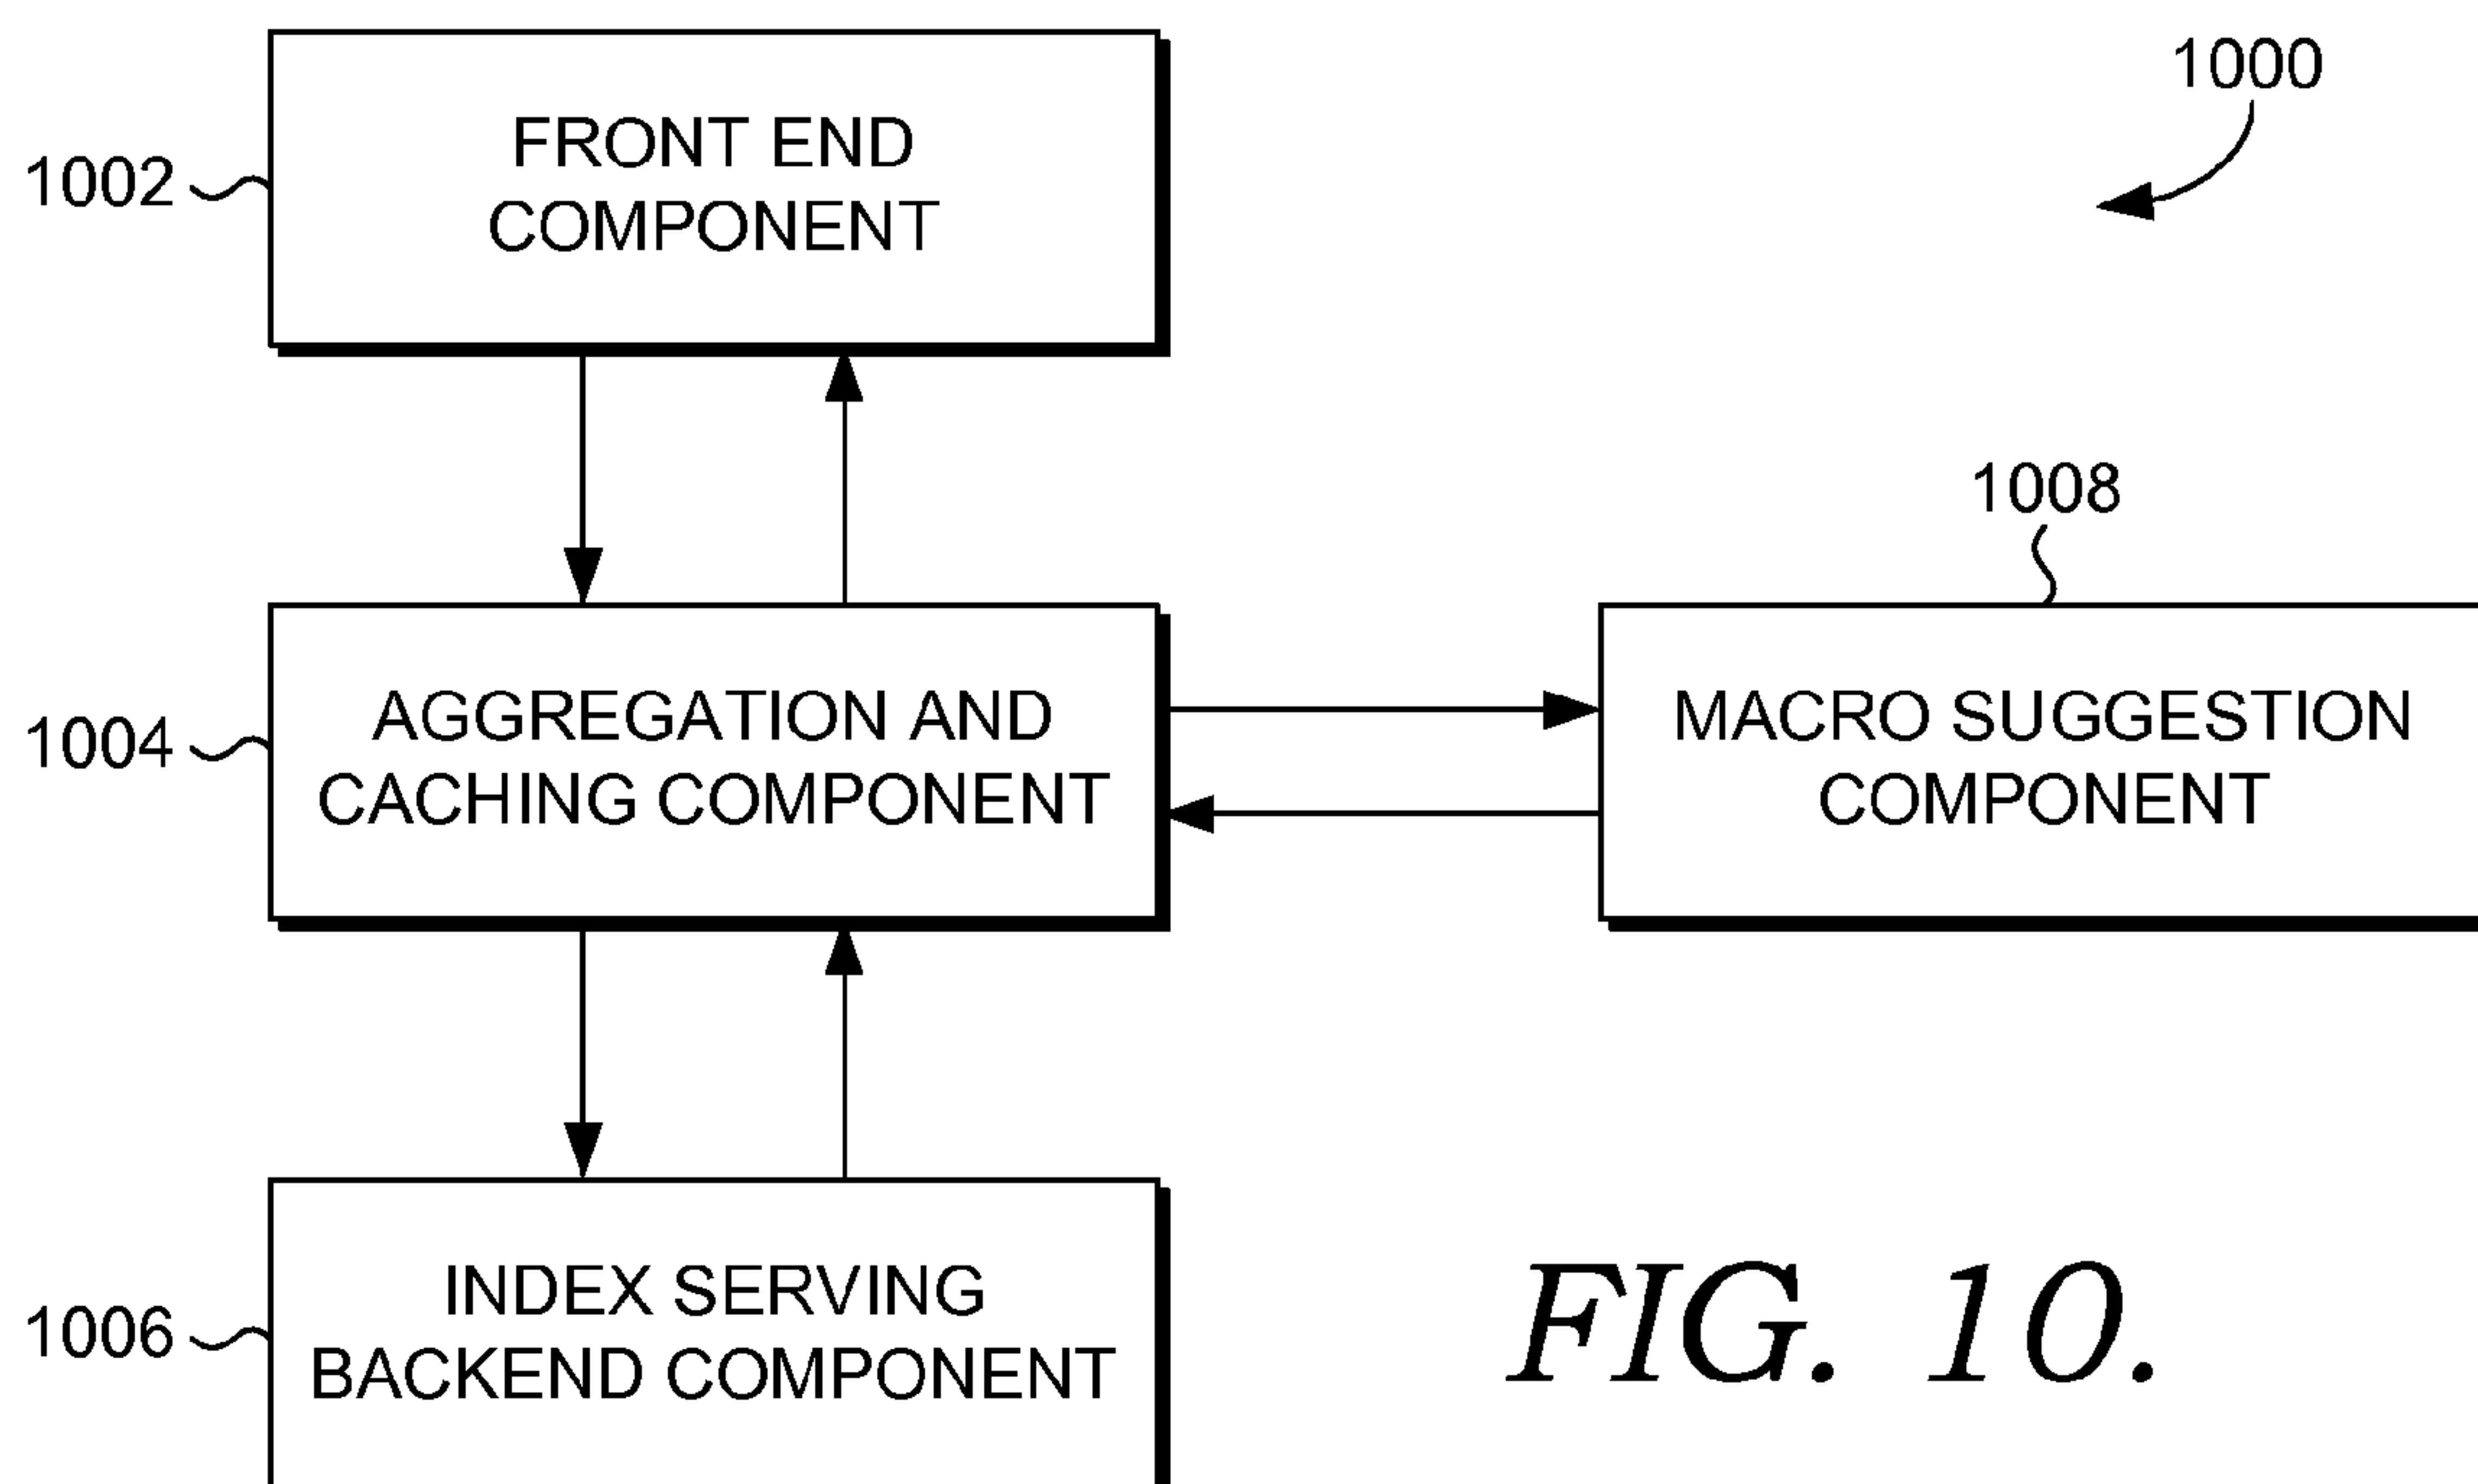 1000
FRONT END
COMPONENT
1002
1008
AGGREGATION AND
CACHING COMPONENT
1004
MACRO SUGGESTION
COMPONENT
INDEX SERVING
BACKEND COMPONENT
1006
FIG. 10.